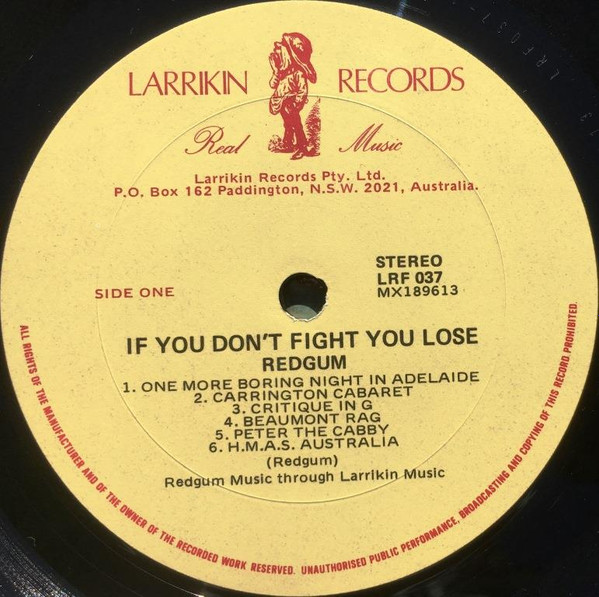 LARRIKIN RECORDS
Real Music
Larrikin Records Pty. Ltd.
P.O. Box 162 Paddington, N.S.W. 2021, Australia.
STEREO
LRF 037
MX189613
SIDE ONE
IF YOU DON'T FIGHT YOU LOSE
REDGUM
1. ONE MORE BORING NIGHT IN ADELAIDE
2. CARRINGTON CABARET
3. CRITIQUE IN G
4. BEAUMONT RAG
5. PETER THE CABBY
6. H.M.A.S. AUSTRALIA
(Redgum)
Redgum Music through Larrikin Music
ALL RIGHTS OF THE MANUFACTURER AND OF THE OWNER OF THE RECORDED WORK RESERVED. UNAUTHORISED PUBLIC PERFORMANCE, BROADCASTING AND COPYING OF THIS RECORD PROHIBITED.